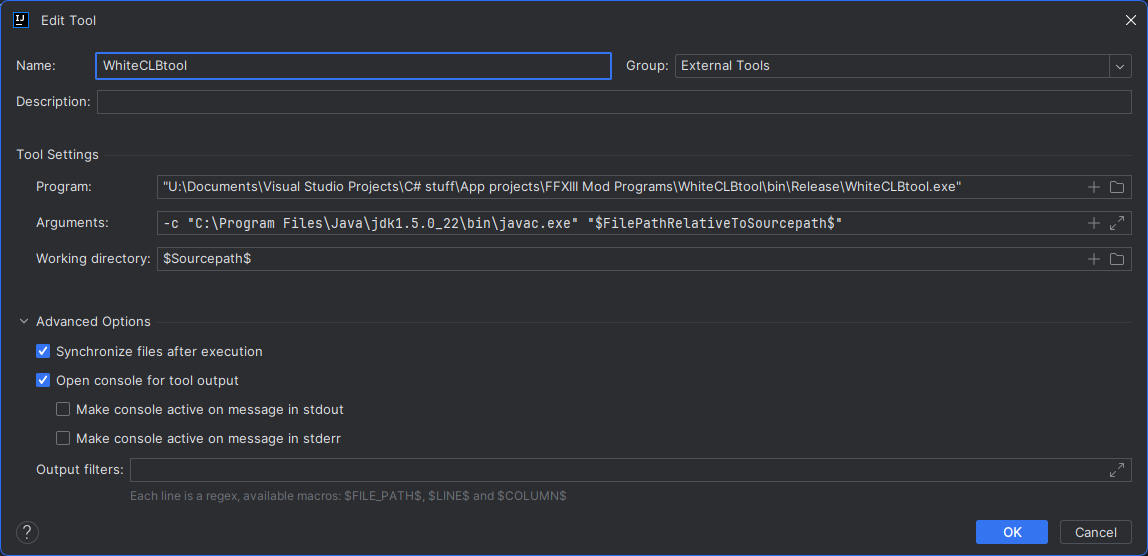 Edit Tool
Name: WhiteCLBtool Group: External Tools
Description:
Tool Settings
Program: "U:\Documents\Visual Studio Projects\C# stuff\App projects\FFXIII Mod Programs\WhiteCLBtool\bin\Release\WhiteCLBtool.exe"
Arguments: -c "C:\Program Files\Java\jdk1.5.0_22\bin\javac.exe" "$FilePathRelativeToSourcepath$"
Working directory: $Sourcepath$
Advanced Options
Synchronize files after execution
Open console for tool output
Make console active on message in stdout
Make console active on message in stderr
Output filters:
Each line is a regex, available macros: $FILE_PATH$, $LINE$ and $COLUMN$
? OK Cancel